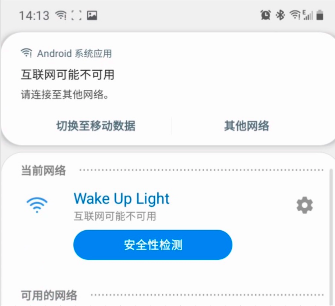 14:13
Android 系统应用
互联网可能不可用
请连接至其他网络。
切换至移动数据 其他网络
当前网络
Wake Up Light
互联网可能不可用
安全性检测
可用的网络